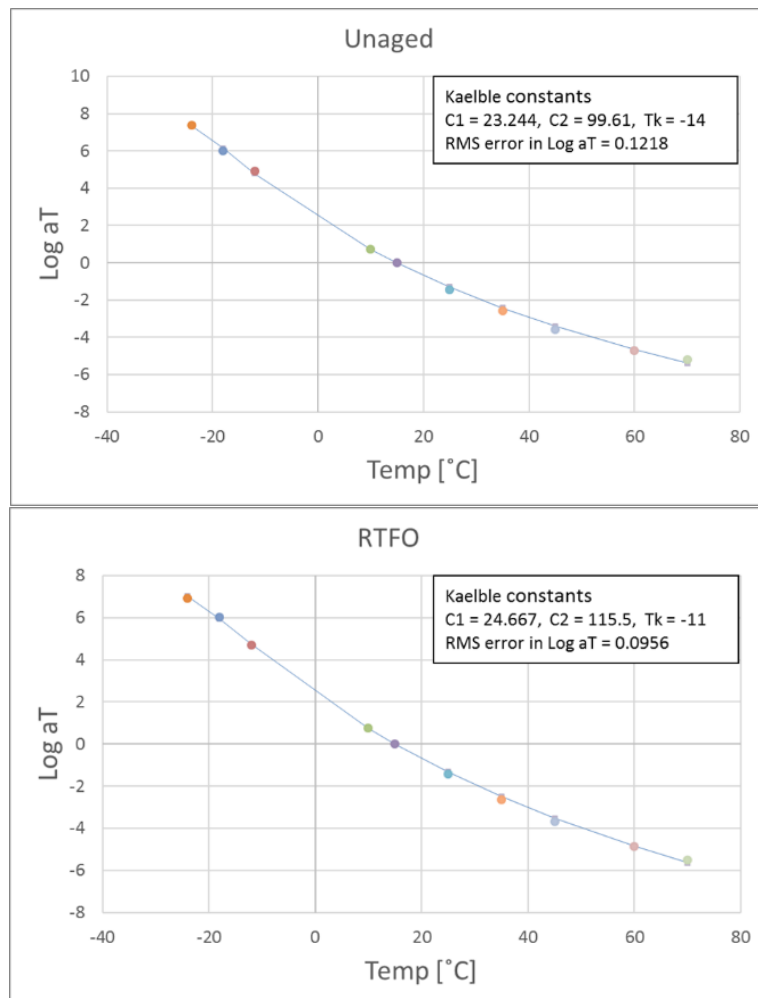 Unaged
Kaelble constants
C1 = 23.244, C2 = 99.61, Tk = -14
RMS error in Log aT = 0.1218
10
8
6
4
2
0
-2
-4
-6
-8
Log aT
-40 -20 0 20 40 60 80
Temp [˚C]
RTFO
Kaelble constants
C1 = 24.667, C2 = 115.5, Tk = -11
RMS error in Log aT = 0.0956
8
6
4
2
0
-2
-4
-6
-8
Log aT
-40 -20 0 20 40 60 80
Temp [˚C]